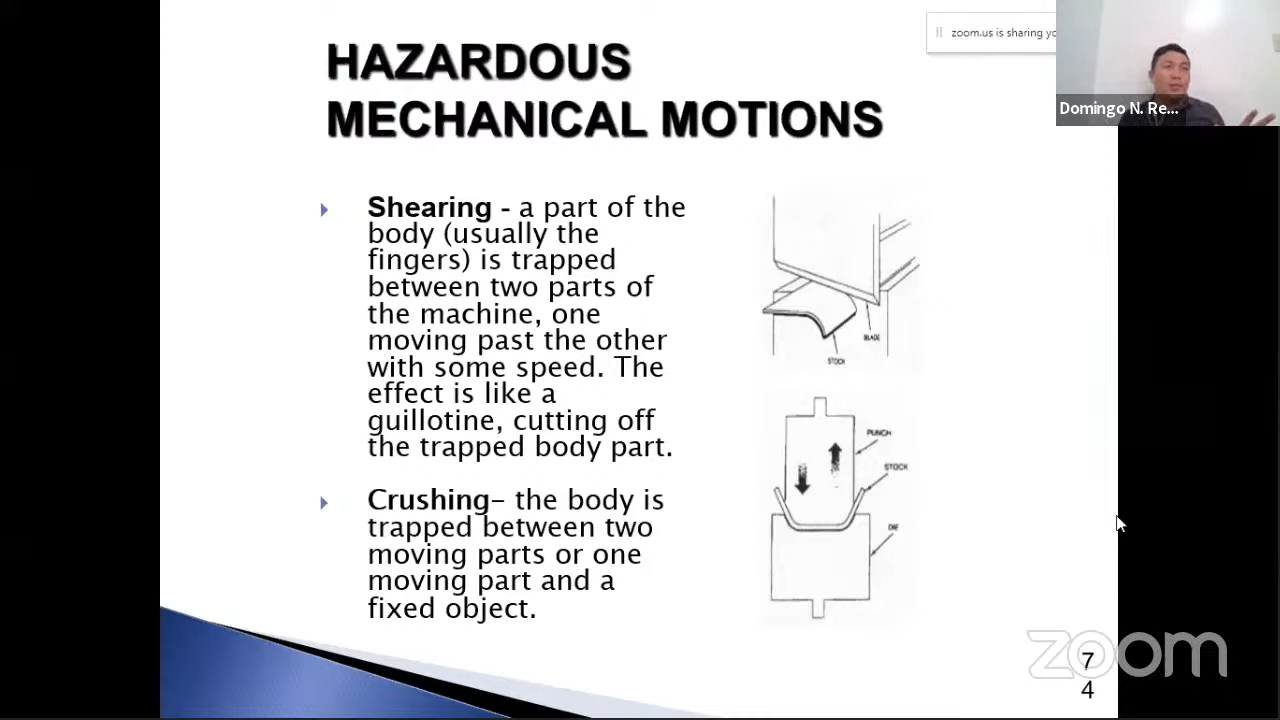 HAZARDOUS
MECHANICAL MOTIONS
zoom.us is sharing yo
Domingo N. Re...
Shearing - a part of the
body (usually the
fingers) is trapped
between two parts of
the machine, one
moving past the other
with some speed. The
effect is like a
guillotine, cutting off
the trapped body part.
Crushing- the body is
trapped between two
moving parts or one
moving part and a
fixed object.
BLADE
STOCK
PUNCH
STOCK
DIE
zoom
7
4